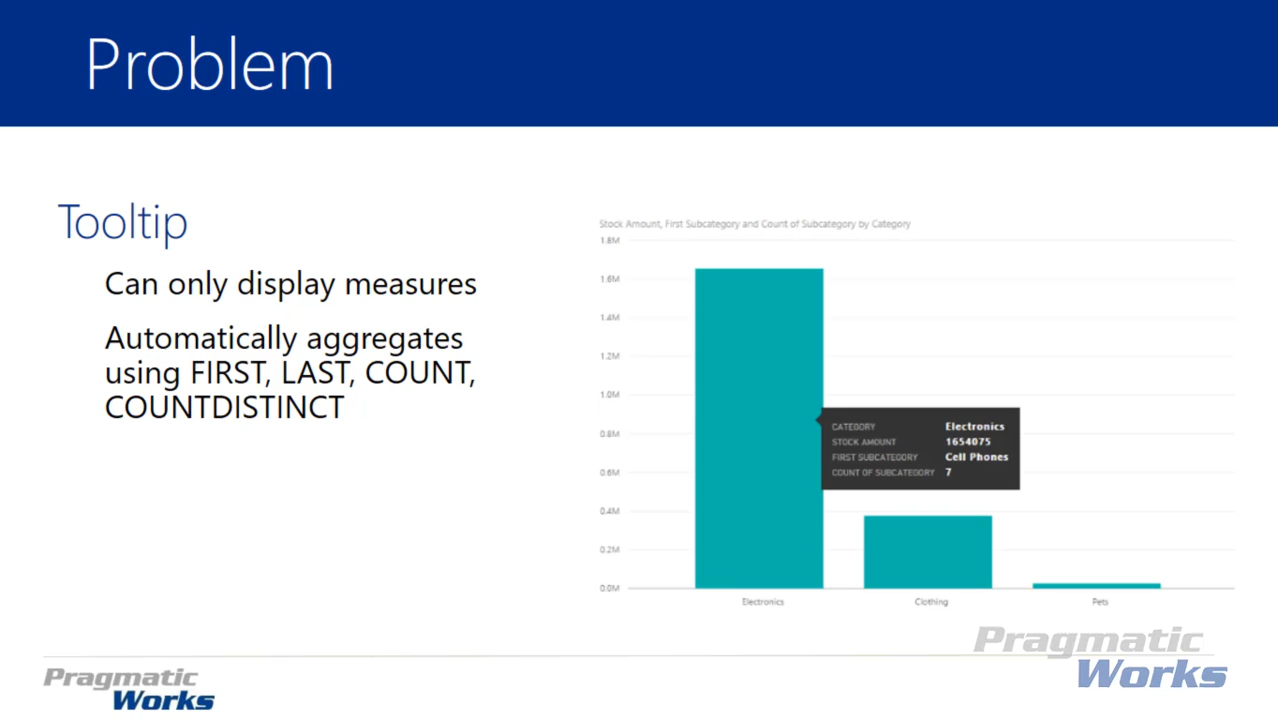 Problem
Tooltip
Can only display measures
Automatically aggregates
using FIRST, LAST, COUNT,
COUNTDISTINCT
Stock Amount, First Subcategory and Count of Subcategory by Category
1.8M
1.6M
1.4M
1.2M
1.0M
0.8M
0.6M
0.4M
0.2M
0.0M
CATEGORY Electronics
STOCK AMOUNT 1654075
FIRST SUBCATEGORY Cell Phones
COUNT OF SUBCATEGORY 7
Electronics Clothing Pets
Pragmatic
Works
Pragmatic
Works